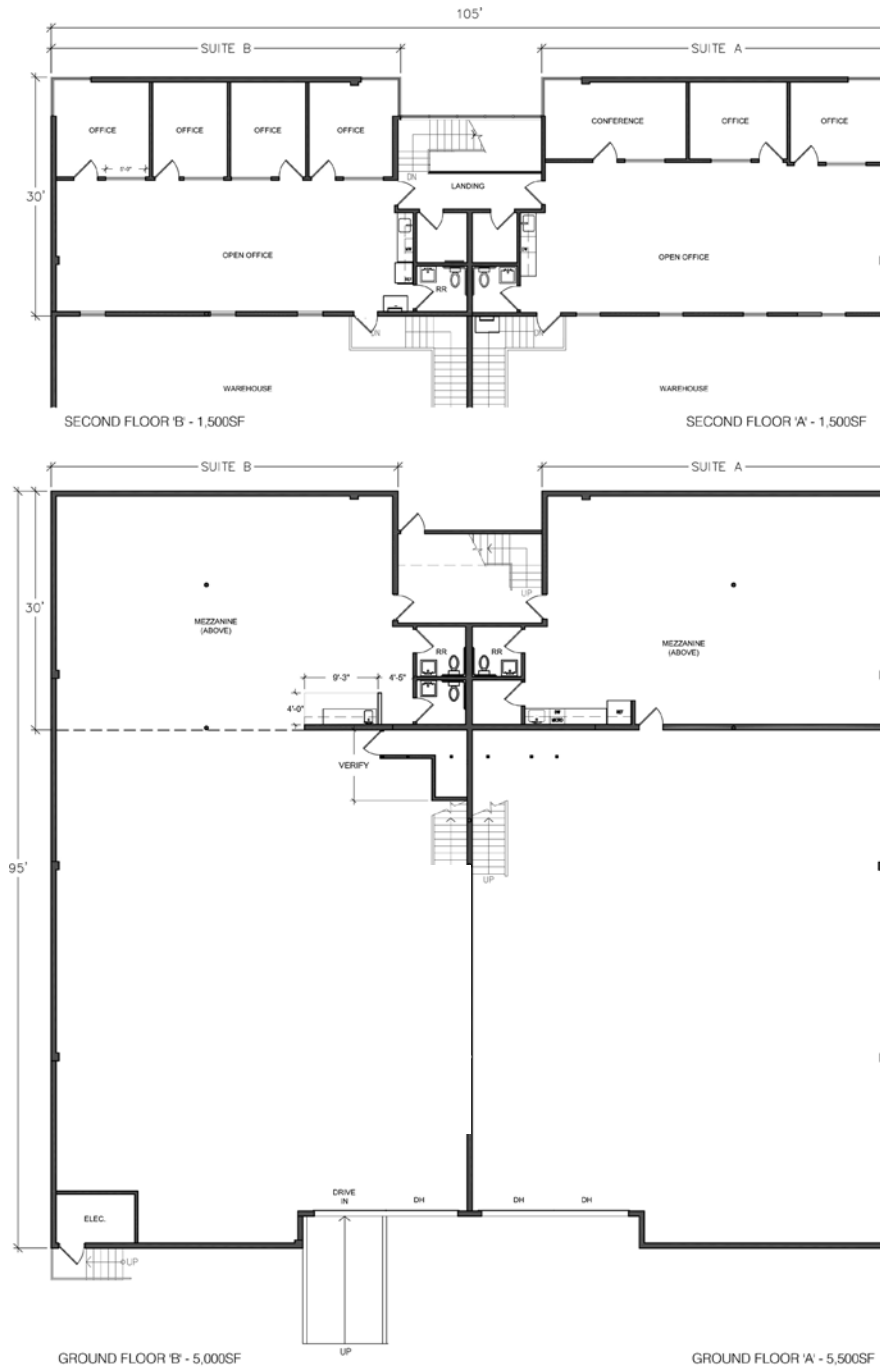 105'
SUITE B
SUITE A
OFFICE
OFFICE
OFFICE
OFFICE
CONFERENCE
OFFICE
OFFICE
DN
LANDING
30'
OPEN OFFICE
OPEN OFFICE
RR
DN
DN
WAREHOUSE
WAREHOUSE
SECOND FLOOR 'B' - 1,500SF
SECOND FLOOR 'A' - 1,500SF
SUITE B
SUITE A
UP
30'
MEZZANINE
(ABOVE)
MEZZANINE
(ABOVE)
RR
RR
9'-3"
4'-5"
4'-0"
REF
VERIFY
UP
95'
DRIVE
IN
DH
DH
DH
ELEC.
UP
UP
GROUND FLOOR 'B' - 5,000SF
GROUND FLOOR 'A' - 5,500SF